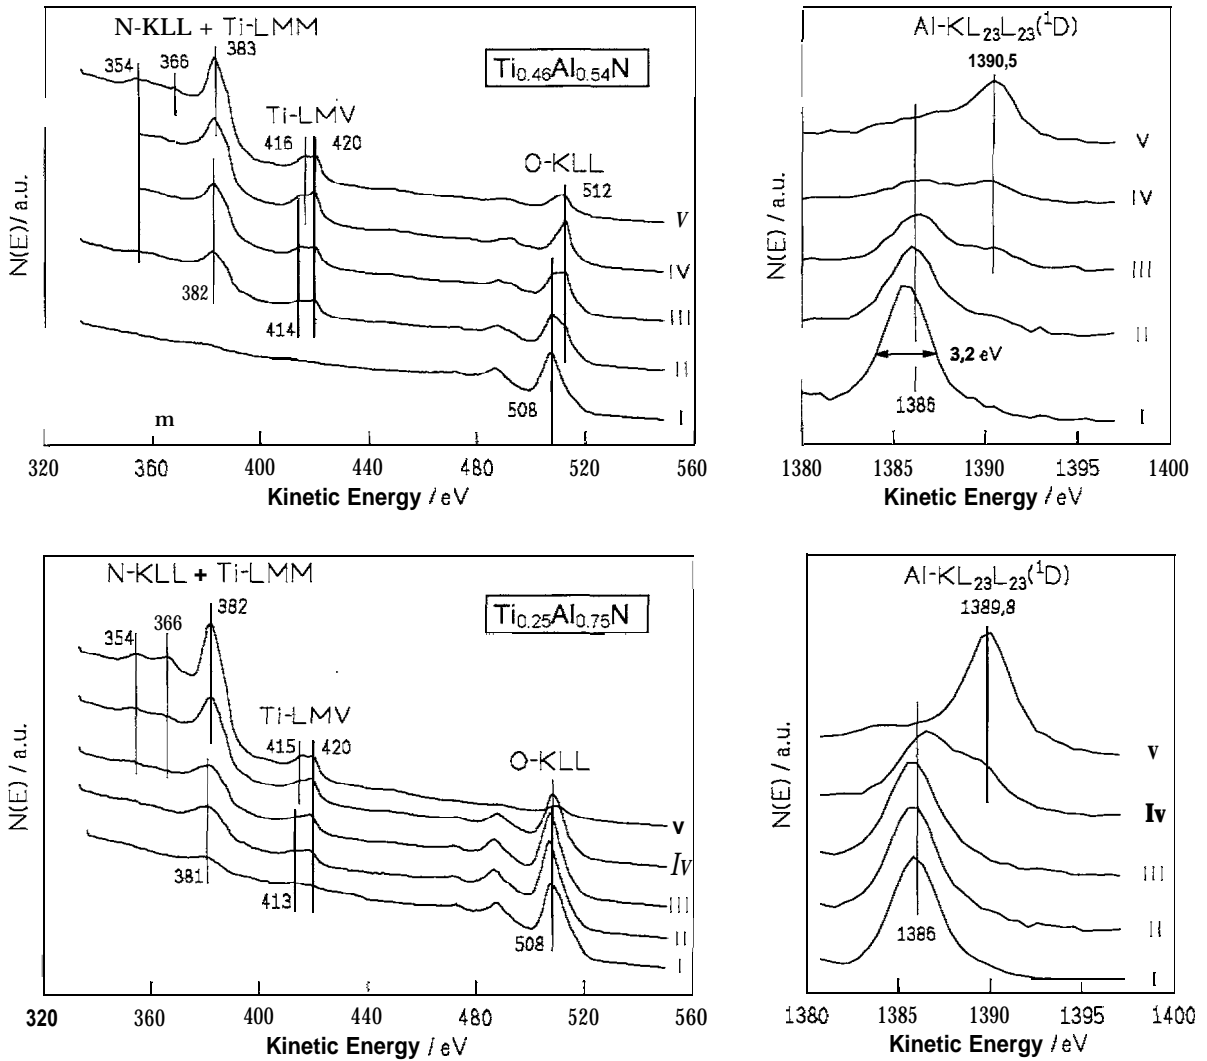 N-KLL + Ti-LMM
354 366 383
Ti0.46Al0.54N
Ti-LMV
416 420
O-KLL
512
382
414
508
V
IV
III
II
I
m
N(E)/ a.u.
320 360 400 440 480 520 560
Kinetic Energy / eV
Al-KL23L23(1D)
1390,5
V
IV
III
II
I
3,2 eV
1386
N(E) / a.u.
1380 1385 1390 1395 1400
Kinetic Energy / eV
N-KLL + Ti-LMM
354 366 382
Ti0.25Al0.75N
Ti-LMV
415 420
O-KLL
381
413
508
V
IV
III
II
I
N(E) / a.u.
320 360 400 440 480 520 560
Kinetic Energy / eV
Al-KL23L23(1D)
1389,8
V
Iv
III
II
I
1386
N(E) / a.u.
1380 1385 1390 1395 1400
Kinetic Energy / eV